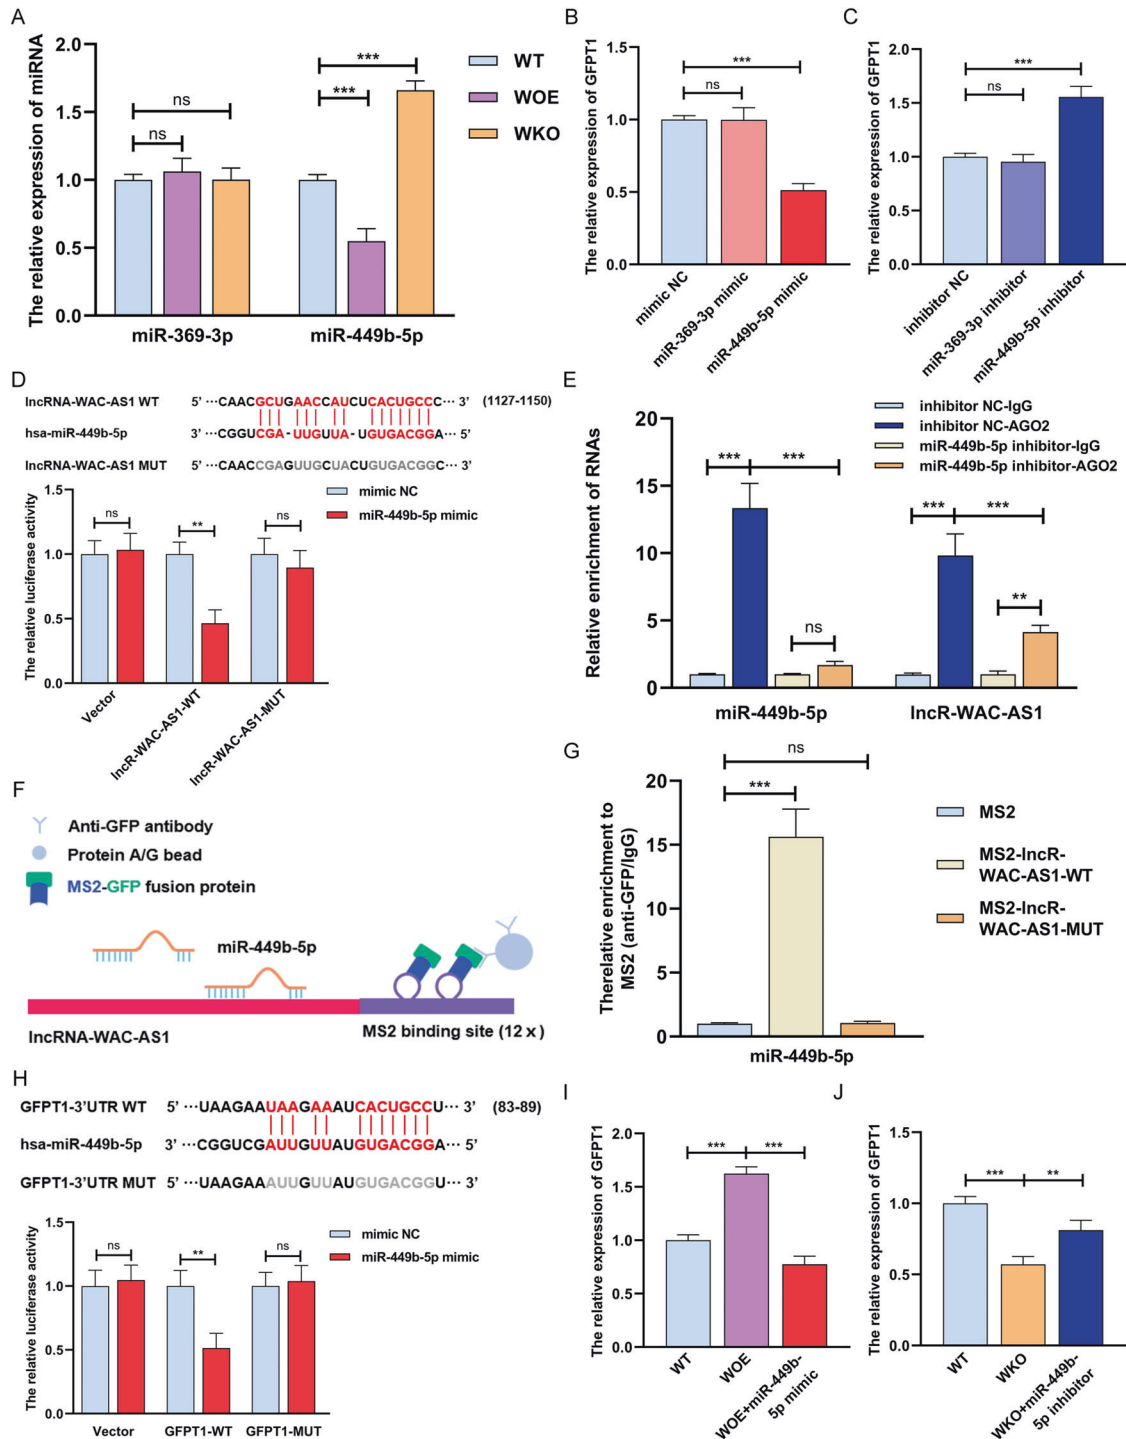 A
The relative expression of miRNA
2.0
1.5
1.0
0.5
0.0
ns
ns
***
***
miR-369-3p
miR-449b-5p
WT
WOE
WKO
B
The relative expression of GFPT1
1.5
1.0
0.5
0.0
***
ns
mimic NC
miR-369-3p mimic
miR-449b-5p mimic
C
The relative expression of GFPT1
2.0
1.5
1.0
0.5
0.0
***
ns
inhibitor NC
miR-369-3p inhibitor
miR-449b-5p inhibitor
D
lncRNA-WAC-AS1 WT 5' ···CAACGCUGAACCAUCUCACUGCCC··· 3' (1127-1150)
hsa-miR-449b-5p 3' ···CGGUCGA-UUGUUA-GUGACGGA··· 5'
lncRNA-WAC-AS1 MUT 5' ···CAACCGAGUUGCUACUGUGACGGC··· 3'
The relative luciferase activity
1.5
1.0
0.5
0.0
ns
**
ns
mimic NC
miR-449b-5p mimic
Vector
lncR-WAC-AS1-WT
lncR-WAC-AS1-MUT
E
inhibitor NC-IgG
inhibitor NC-AGO2
miR-449b-5p inhibitor-IgG
miR-449b-5p inhibitor-AGO2
Relative enrichment of RNAs
20
15
10
5
0
*** ***
ns
*** ***
**
miR-449b-5p
lncR-WAC-AS1
F
Anti-GFP antibody
Protein A/G bead
MS2-GFP fusion protein
miR-449b-5p
lncRNA-WAC-AS1
MS2 binding site (12 x)
G
Therelative enrichment to
MS2 (anti-GFP/IgG)
20
15
10
5
0
ns
***
miR-449b-5p
MS2
MS2-lncR-
WAC-AS1-WT
MS2-lncR-
WAC-AS1-MUT
H
GFPT1-3'UTR WT 5' ···UAAGAAUAAGAAAUCACUGCCU··· 3' (83-89)
hsa-miR-449b-5p 3' ···CGGUCGAUUGUUAUGUGACGGA··· 5'
GFPT1-3'UTR MUT 5' ···UAAGAAAUUGUUAUGUGACGGU··· 3'
The relative luciferase activity
1.5
1.0
0.5
0.0
ns
**
ns
mimic NC
miR-449b-5p mimic
Vector
GFPT1-WT
GFPT1-MUT
I
The relative expression of GFPT1
2.0
1.5
1.0
0.5
0.0
*** ***
WT
WOE
WOE+miR-449b-
5p mimic
J
The relative expression of GFPT1
1.5
1.0
0.5
0.0
*** **
WT
WKO
WKO+miR-449b-
5p inhibitor